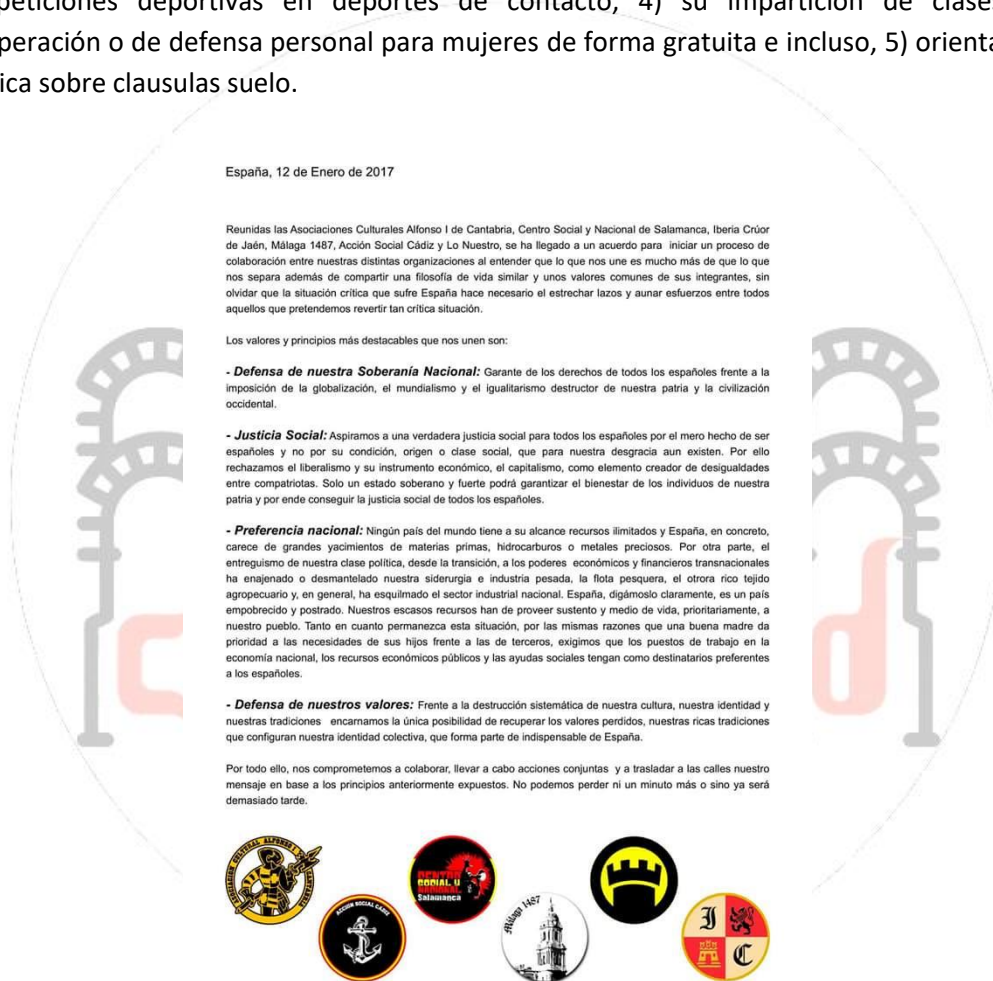 peticiones deportivas en deportes de contacto, 4) su impartición de clases
peración o de defensa personal para mujeres de forma gratuita e incluso, 5) orienta
ica sobre clausulas suelo.
España, 12 de Enero de 2017
Reunidas las Asociaciones Culturales Alfonso I de Cantabria, Centro Social y Nacional de Salamanca, Iberia Crúor
de Jaén, Málaga 1487, Acción Social Cádiz y Lo Nuestro, se ha llegado a un acuerdo para iniciar un proceso de
colaboración entre nuestras distintas organizaciones al entender que lo que nos une es mucho más de que lo que
nos separa además de compartir una filosofía de vida similar y unos valores comunes de sus integrantes, sin
olvidar que la situación crítica que sufre España hace necesario el estrechar lazos y aunar esfuerzos entre todos
aquellos que pretendemos revertir tan crítica situación.
Los valores y principios más destacables que nos unen son:
- Defensa de nuestra Soberanía Nacional: Garante de los derechos de todos los españoles frente a la
imposición de la globalización, el mundialismo y el igualitarismo destructor de nuestra patria y la civilización
occidental.
- Justicia Social: Aspiramos a una verdadera justicia social para todos los españoles por el mero hecho de ser
españoles y no por su condición, origen o clase social, que para nuestra desgracia aun existen. Por ello
rechazamos el liberalismo y su instrumento económico, el capitalismo, como elemento creador de desigualdades
entre compatriotas. Solo un estado soberano y fuerte podrá garantizar el bienestar de los individuos de nuestra
patria y por ende conseguir la justicia social de todos los españoles.
- Preferencia nacional: Ningún país del mundo tiene a su alcance recursos ilimitados y España, en concreto,
carece de grandes yacimientos de materias primas, hidrocarburos o metales preciosos. Por otra parte, el
entreguismo de nuestra clase política, desde la transición, a los poderes económicos y financieros transnacionales
ha enajenado o desmantelado nuestra siderurgia e industria pesada, la flota pesquera, el otrora rico tejido
agropecuario y, en general, ha esquilmado el sector industrial nacional. España, digámoslo claramente, es un país
empobrecido y postrado. Nuestros escasos recursos han de proveer sustento y medio de vida, prioritariamente, a
nuestro pueblo. Tanto en cuanto permanezca esta situación, por las mismas razones que una buena madre da
prioridad a las necesidades de sus hijos frente a las de terceros, exigimos que los puestos de trabajo en la
economía nacional, los recursos económicos públicos y las ayudas sociales tengan como destinatarios preferentes
a los españoles.
- Defensa de nuestros valores: Frente a la destrucción sistemática de nuestra cultura, nuestra identidad y
nuestras tradiciones encarnamos la única posibilidad de recuperar los valores perdidos, nuestras ricas tradiciones
que configuran nuestra identidad colectiva, que forma parte de indispensable de España.
Por todo ello, nos comprometemos a colaborar, llevar a cabo acciones conjuntas y a trasladar a las calles nuestro
mensaje en base a los principios anteriormente expuestos. No podemos perder ni un minuto más o sino ya será
demasiado tarde.
ASOCIACION CULTURAL ALFONSO I
CANTABRIA
CENTRO
SOCIAL Y
NACIONAL
Salamanca
ACCION SOCIAL CADIZ
Málaga 1487
I
C